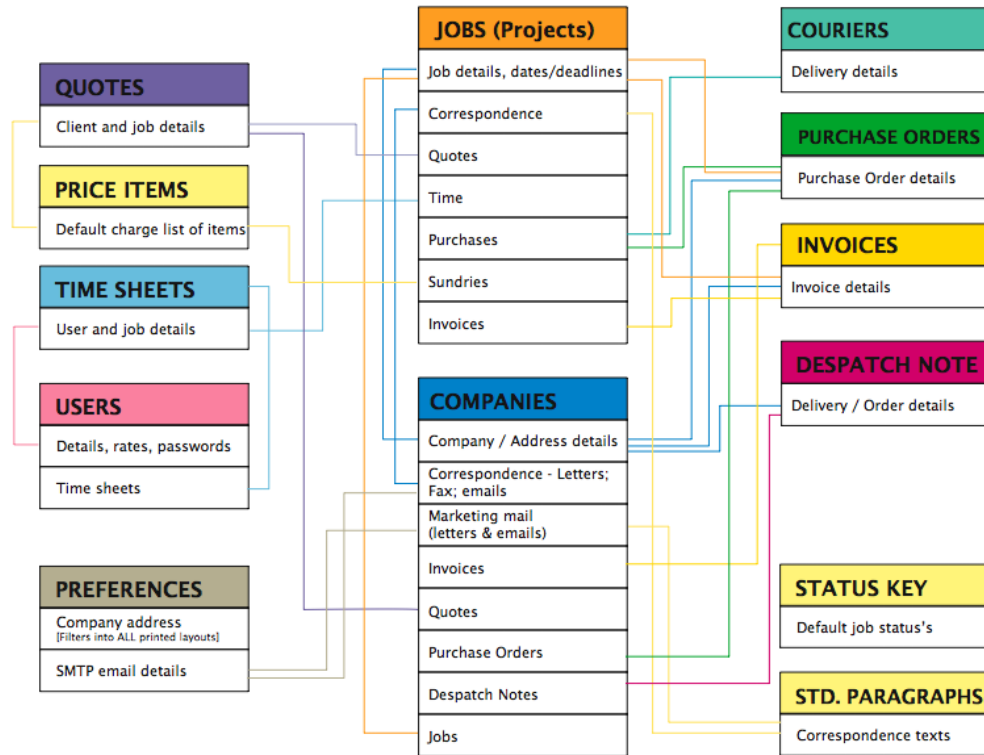 QUOTES
Client and job details
PRICE ITEMS
Default charge list of items
TIME SHEETS
User and job details
USERS
Details, rates, passwords
Time sheets
PREFERENCES
Company address
[Filters into ALL printed layouts]
SMTP email details
JOBS (Projects)
Job details, dates/deadlines
Correspondence
Quotes
Time
Purchases
Sundries
Invoices
COMPANIES
Company / Address details
Correspondence - Letters;
Fax; emails
Marketing mail
(letters & emails)
Invoices
Quotes
Purchase Orders
Despatch Notes
Jobs
COURIERS
Delivery details
PURCHASE ORDERS
Purchase Order details
INVOICES
Invoice details
DESPATCH NOTE
Delivery / Order details
STATUS KEY
Default job status's
STD. PARAGRAPHS
Correspondence texts